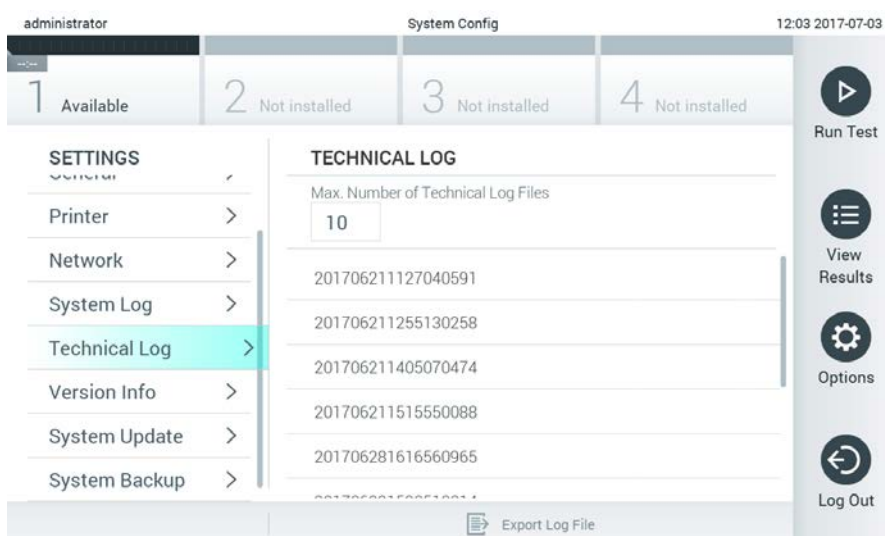 administrator System Config 12:03 2017-07-03
--:--
1 Available 2 Not installed 3 Not installed 4 Not installed
Run Test
SETTINGS
General
Printer
Network
System Log
Technical Log
Version Info
System Update
System Backup
TECHNICAL LOG
Max. Number of Technical Log Files
10
201706211127040591
201706211255130258
201706211405070474
201706211515550088
201706281616560965
Export Log File
View
Results
Options
Log Out